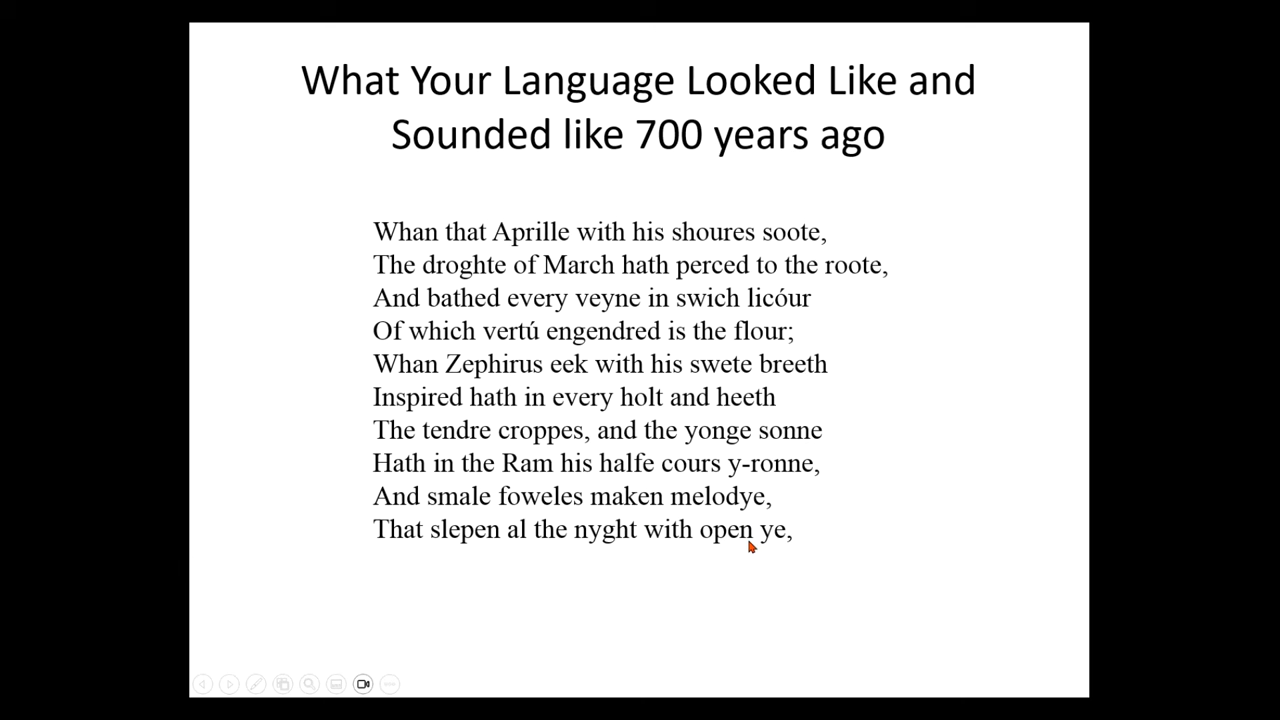 What Your Language Looked Like and
Sounded like 700 years ago
Whan that Aprille with his shoures soote,
The droghte of March hath perced to the roote,
And bathed every veyne in swich licóur
Of which vertú engendred is the flour;
Whan Zephirus eek with his swete breeth
Inspired hath in every holt and heeth
The tendre croppes, and the yonge sonne
Hath in the Ram his halfe cours y-ronne,
And smale foweles maken melodye,
That slepen al the nyght with open ye,